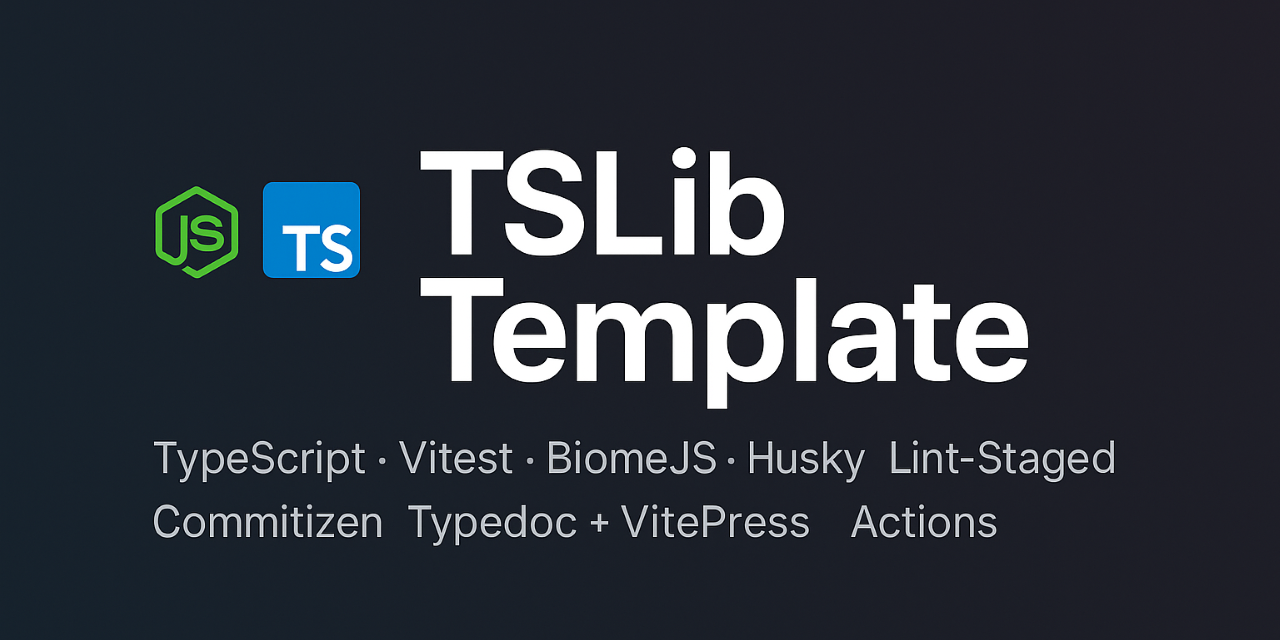 JS
TS
TSLib
Template
TypeScript · Vitest · BiomeJS · Husky Lint-Staged
Commitizen Typedoc + VitePress Actions